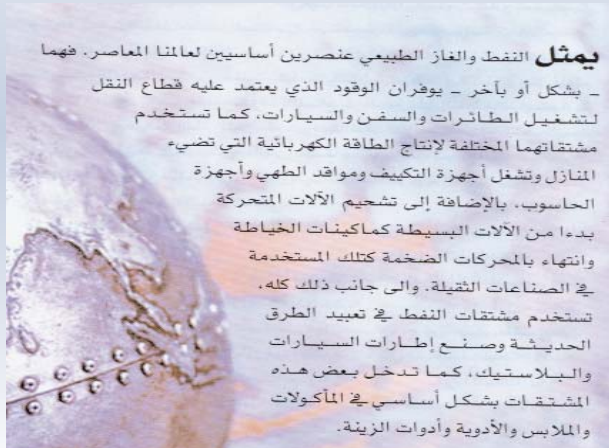 يمثل النفط والغاز الطبيعي عنصرين أساسيين لعالمنا المعاصر. فهما
ـ بشكل أو بآخر ـ يوفران الوقود الذي يعتمد عليه قطاع النقل
لتشغيل الطائرات والسفن والسيارات، كما تستخدم
مشتقاتهما المختلفة لإنتاج الطاقة الكهربائية التي تضيء
المنازل وتشغل أجهزة التكييف ومواقد الطهي وأجهزة
الحاسوب، بالإضافة إلى تشحيم الآلات المتحركة
بدءا من الآلات البسيطة كماكينات الخياطة
وانتهاء بالمحركات الضخمة كتلك المستخدمة
في الصناعات الثقيلة. والى جانب ذلك كله،
تستخدم مشتقات النفط في تعبيد الطرق
الحديثة وصنع إطارات السيارات
والبلاستيك، كما تدخل بعض هذه
المشتقات بشكل أساسي في المأكولات
والملابس والأدوية وأدوات الزينة.